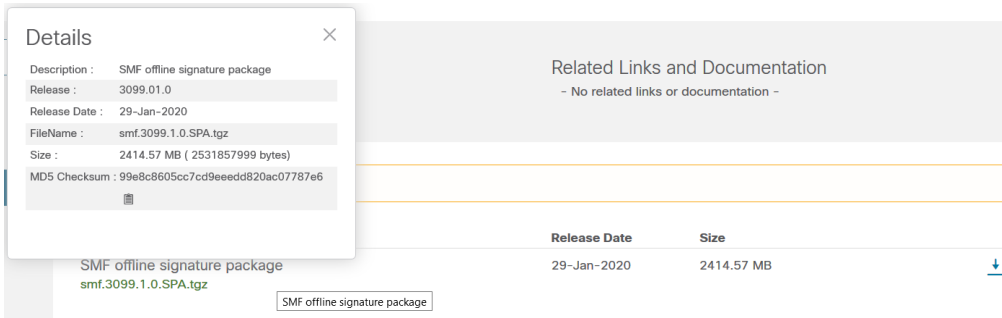 Details
Description : SMF offline signature package
Release : 3099.01.0
Release Date : 29-Jan-2020
FileName : smf.3099.1.0.SPA.tgz
Size : 2414.57 MB ( 2531857999 bytes)
MD5 Checksum : 99e8c8605cc7cd9eeedd820ac07787e6
Related Links and Documentation
- No related links or documentation -
Release Date Size
SMF offline signature package 29-Jan-2020 2414.57 MB
smf.3099.1.0.SPA.tgz
SMF offline signature package